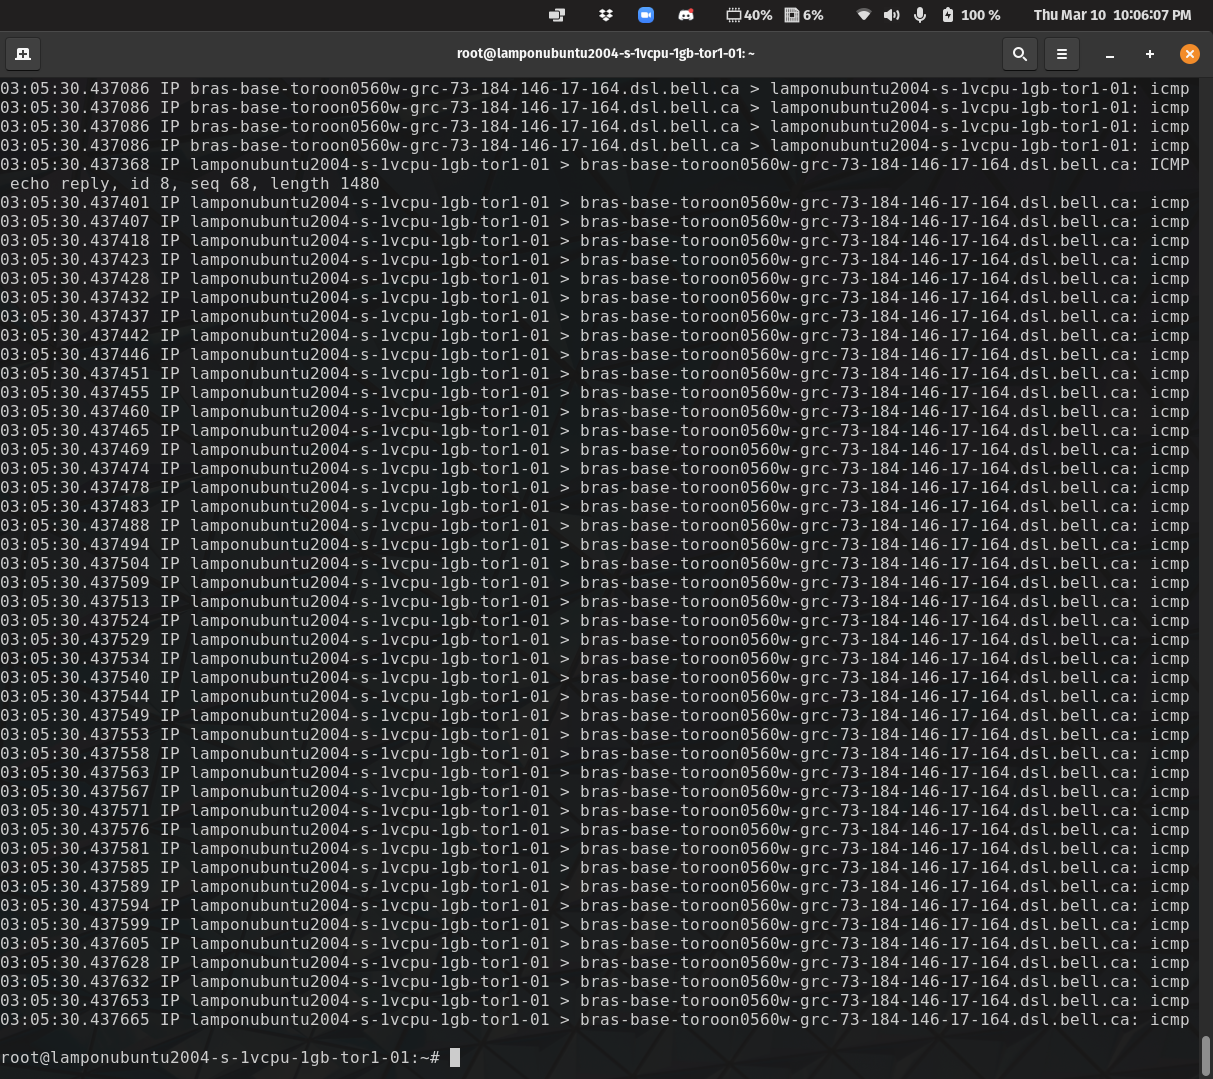 40% 6% 100 % Thu Mar 10 10:06:07 PM
root@lamponubuntu2004-s-1vcpu-1gb-tor1-01: ~
03:05:30.437086 IP bras-base-toroon0560w-grc-73-184-146-17-164.dsl.bell.ca > lamponubuntu2004-s-1vcpu-1gb-tor1-01: icmp
03:05:30.437086 IP bras-base-toroon0560w-grc-73-184-146-17-164.dsl.bell.ca > lamponubuntu2004-s-1vcpu-1gb-tor1-01: icmp
03:05:30.437086 IP bras-base-toroon0560w-grc-73-184-146-17-164.dsl.bell.ca > lamponubuntu2004-s-1vcpu-1gb-tor1-01: icmp
03:05:30.437086 IP bras-base-toroon0560w-grc-73-184-146-17-164.dsl.bell.ca > lamponubuntu2004-s-1vcpu-1gb-tor1-01: icmp
03:05:30.437368 IP lamponubuntu2004-s-1vcpu-1gb-tor1-01 > bras-base-toroon0560w-grc-73-184-146-17-164.dsl.bell.ca: ICMP
 echo reply, id 8, seq 68, length 1480
03:05:30.437401 IP lamponubuntu2004-s-1vcpu-1gb-tor1-01 > bras-base-toroon0560w-grc-73-184-146-17-164.dsl.bell.ca: icmp
03:05:30.437407 IP lamponubuntu2004-s-1vcpu-1gb-tor1-01 > bras-base-toroon0560w-grc-73-184-146-17-164.dsl.bell.ca: icmp
03:05:30.437418 IP lamponubuntu2004-s-1vcpu-1gb-tor1-01 > bras-base-toroon0560w-grc-73-184-146-17-164.dsl.bell.ca: icmp
03:05:30.437423 IP lamponubuntu2004-s-1vcpu-1gb-tor1-01 > bras-base-toroon0560w-grc-73-184-146-17-164.dsl.bell.ca: icmp
03:05:30.437428 IP lamponubuntu2004-s-1vcpu-1gb-tor1-01 > bras-base-toroon0560w-grc-73-184-146-17-164.dsl.bell.ca: icmp
03:05:30.437432 IP lamponubuntu2004-s-1vcpu-1gb-tor1-01 > bras-base-toroon0560w-grc-73-184-146-17-164.dsl.bell.ca: icmp
03:05:30.437437 IP lamponubuntu2004-s-1vcpu-1gb-tor1-01 > bras-base-toroon0560w-grc-73-184-146-17-164.dsl.bell.ca: icmp
03:05:30.437442 IP lamponubuntu2004-s-1vcpu-1gb-tor1-01 > bras-base-toroon0560w-grc-73-184-146-17-164.dsl.bell.ca: icmp
03:05:30.437446 IP lamponubuntu2004-s-1vcpu-1gb-tor1-01 > bras-base-toroon0560w-grc-73-184-146-17-164.dsl.bell.ca: icmp
03:05:30.437451 IP lamponubuntu2004-s-1vcpu-1gb-tor1-01 > bras-base-toroon0560w-grc-73-184-146-17-164.dsl.bell.ca: icmp
03:05:30.437455 IP lamponubuntu2004-s-1vcpu-1gb-tor1-01 > bras-base-toroon0560w-grc-73-184-146-17-164.dsl.bell.ca: icmp
03:05:30.437460 IP lamponubuntu2004-s-1vcpu-1gb-tor1-01 > bras-base-toroon0560w-grc-73-184-146-17-164.dsl.bell.ca: icmp
03:05:30.437465 IP lamponubuntu2004-s-1vcpu-1gb-tor1-01 > bras-base-toroon0560w-grc-73-184-146-17-164.dsl.bell.ca: icmp
03:05:30.437469 IP lamponubuntu2004-s-1vcpu-1gb-tor1-01 > bras-base-toroon0560w-grc-73-184-146-17-164.dsl.bell.ca: icmp
03:05:30.437474 IP lamponubuntu2004-s-1vcpu-1gb-tor1-01 > bras-base-toroon0560w-grc-73-184-146-17-164.dsl.bell.ca: icmp
03:05:30.437478 IP lamponubuntu2004-s-1vcpu-1gb-tor1-01 > bras-base-toroon0560w-grc-73-184-146-17-164.dsl.bell.ca: icmp
03:05:30.437483 IP lamponubuntu2004-s-1vcpu-1gb-tor1-01 > bras-base-toroon0560w-grc-73-184-146-17-164.dsl.bell.ca: icmp
03:05:30.437488 IP lamponubuntu2004-s-1vcpu-1gb-tor1-01 > bras-base-toroon0560w-grc-73-184-146-17-164.dsl.bell.ca: icmp
03:05:30.437494 IP lamponubuntu2004-s-1vcpu-1gb-tor1-01 > bras-base-toroon0560w-grc-73-184-146-17-164.dsl.bell.ca: icmp
03:05:30.437504 IP lamponubuntu2004-s-1vcpu-1gb-tor1-01 > bras-base-toroon0560w-grc-73-184-146-17-164.dsl.bell.ca: icmp
03:05:30.437509 IP lamponubuntu2004-s-1vcpu-1gb-tor1-01 > bras-base-toroon0560w-grc-73-184-146-17-164.dsl.bell.ca: icmp
03:05:30.437513 IP lamponubuntu2004-s-1vcpu-1gb-tor1-01 > bras-base-toroon0560w-grc-73-184-146-17-164.dsl.bell.ca: icmp
03:05:30.437524 IP lamponubuntu2004-s-1vcpu-1gb-tor1-01 > bras-base-toroon0560w-grc-73-184-146-17-164.dsl.bell.ca: icmp
03:05:30.437529 IP lamponubuntu2004-s-1vcpu-1gb-tor1-01 > bras-base-toroon0560w-grc-73-184-146-17-164.dsl.bell.ca: icmp
03:05:30.437534 IP lamponubuntu2004-s-1vcpu-1gb-tor1-01 > bras-base-toroon0560w-grc-73-184-146-17-164.dsl.bell.ca: icmp
03:05:30.437540 IP lamponubuntu2004-s-1vcpu-1gb-tor1-01 > bras-base-toroon0560w-grc-73-184-146-17-164.dsl.bell.ca: icmp
03:05:30.437544 IP lamponubuntu2004-s-1vcpu-1gb-tor1-01 > bras-base-toroon0560w-grc-73-184-146-17-164.dsl.bell.ca: icmp
03:05:30.437549 IP lamponubuntu2004-s-1vcpu-1gb-tor1-01 > bras-base-toroon0560w-grc-73-184-146-17-164.dsl.bell.ca: icmp
03:05:30.437553 IP lamponubuntu2004-s-1vcpu-1gb-tor1-01 > bras-base-toroon0560w-grc-73-184-146-17-164.dsl.bell.ca: icmp
03:05:30.437558 IP lamponubuntu2004-s-1vcpu-1gb-tor1-01 > bras-base-toroon0560w-grc-73-184-146-17-164.dsl.bell.ca: icmp
03:05:30.437563 IP lamponubuntu2004-s-1vcpu-1gb-tor1-01 > bras-base-toroon0560w-grc-73-184-146-17-164.dsl.bell.ca: icmp
03:05:30.437567 IP lamponubuntu2004-s-1vcpu-1gb-tor1-01 > bras-base-toroon0560w-grc-73-184-146-17-164.dsl.bell.ca: icmp
03:05:30.437571 IP lamponubuntu2004-s-1vcpu-1gb-tor1-01 > bras-base-toroon0560w-grc-73-184-146-17-164.dsl.bell.ca: icmp
03:05:30.437576 IP lamponubuntu2004-s-1vcpu-1gb-tor1-01 > bras-base-toroon0560w-grc-73-184-146-17-164.dsl.bell.ca: icmp
03:05:30.437581 IP lamponubuntu2004-s-1vcpu-1gb-tor1-01 > bras-base-toroon0560w-grc-73-184-146-17-164.dsl.bell.ca: icmp
03:05:30.437585 IP lamponubuntu2004-s-1vcpu-1gb-tor1-01 > bras-base-toroon0560w-grc-73-184-146-17-164.dsl.bell.ca: icmp
03:05:30.437589 IP lamponubuntu2004-s-1vcpu-1gb-tor1-01 > bras-base-toroon0560w-grc-73-184-146-17-164.dsl.bell.ca: icmp
03:05:30.437594 IP lamponubuntu2004-s-1vcpu-1gb-tor1-01 > bras-base-toroon0560w-grc-73-184-146-17-164.dsl.bell.ca: icmp
03:05:30.437599 IP lamponubuntu2004-s-1vcpu-1gb-tor1-01 > bras-base-toroon0560w-grc-73-184-146-17-164.dsl.bell.ca: icmp
03:05:30.437605 IP lamponubuntu2004-s-1vcpu-1gb-tor1-01 > bras-base-toroon0560w-grc-73-184-146-17-164.dsl.bell.ca: icmp
03:05:30.437628 IP lamponubuntu2004-s-1vcpu-1gb-tor1-01 > bras-base-toroon0560w-grc-73-184-146-17-164.dsl.bell.ca: icmp
03:05:30.437632 IP lamponubuntu2004-s-1vcpu-1gb-tor1-01 > bras-base-toroon0560w-grc-73-184-146-17-164.dsl.bell.ca: icmp
03:05:30.437653 IP lamponubuntu2004-s-1vcpu-1gb-tor1-01 > bras-base-toroon0560w-grc-73-184-146-17-164.dsl.bell.ca: icmp
03:05:30.437665 IP lamponubuntu2004-s-1vcpu-1gb-tor1-01 > bras-base-toroon0560w-grc-73-184-146-17-164.dsl.bell.ca: icmp
root@lamponubuntu2004-s-1vcpu-1gb-tor1-01:~#